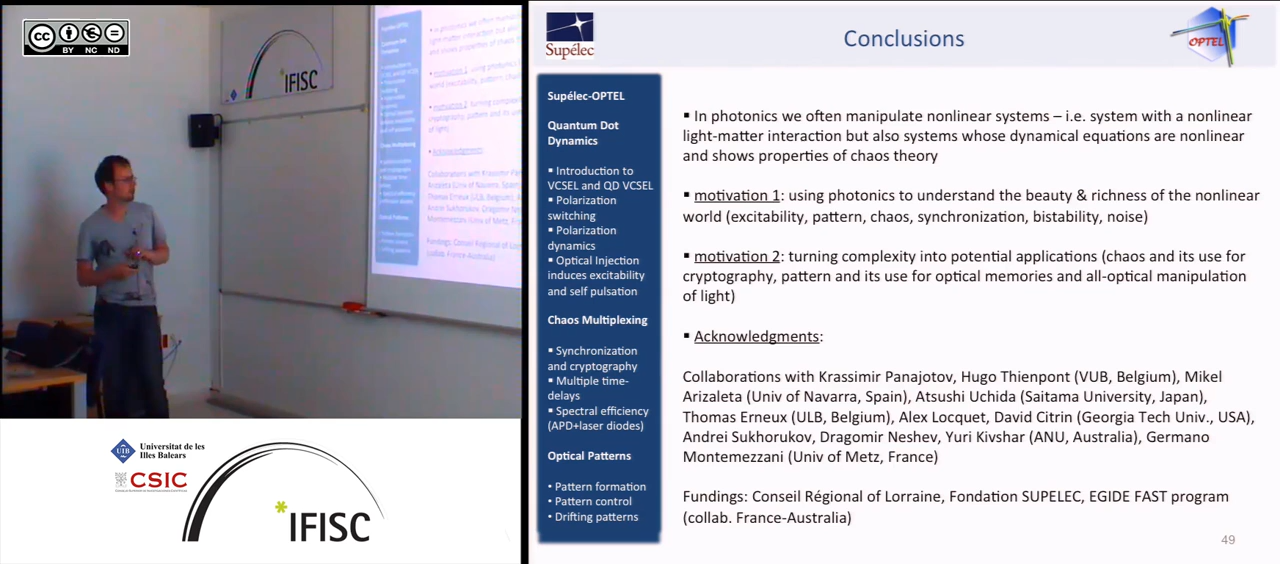 cc
BY NC ND
*IFISC
Universitat de les
Illes Balears
UIB
CSIC
*IFISC
Supélec
Conclusions
OPTEL
Supélec-OPTEL
Quantum Dot
Dynamics
▪ Introduction to
VCSEL and QD VCSEL
▪ Polarization
switching
▪ Polarization
dynamics
▪ Optical Injection
induces excitability
and self pulsation
Chaos Multiplexing
▪ Synchronization
and cryptography
▪ Multiple time-
delays
▪ Spectral efficiency
(APD+laser diodes)
Optical Patterns
• Pattern formation
• Pattern control
• Drifting patterns
▪ In photonics we often manipulate nonlinear systems – i.e. system with a nonlinear
light-matter interaction but also systems whose dynamical equations are nonlinear
and shows properties of chaos theory
▪ motivation 1: using photonics to understand the beauty & richness of the nonlinear
world (excitability, pattern, chaos, synchronization, bistability, noise)
▪ motivation 2: turning complexity into potential applications (chaos and its use for
cryptography, pattern and its use for optical memories and all-optical manipulation
of light)
▪ Acknowledgments:
Collaborations with Krassimir Panajotov, Hugo Thienpont (VUB, Belgium), Mikel
Arizaleta (Univ of Navarra, Spain), Atsushi Uchida (Saitama University, Japan),
Thomas Erneux (ULB, Belgium), Alex Locquet, David Citrin (Georgia Tech Univ., USA),
Andrei Sukhorukov, Dragomir Neshev, Yuri Kivshar (ANU, Australia), Germano
Montemezzani (Univ of Metz, France)
Fundings: Conseil Régional of Lorraine, Fondation SUPELEC, EGIDE FAST program
(collab. France-Australia)
49